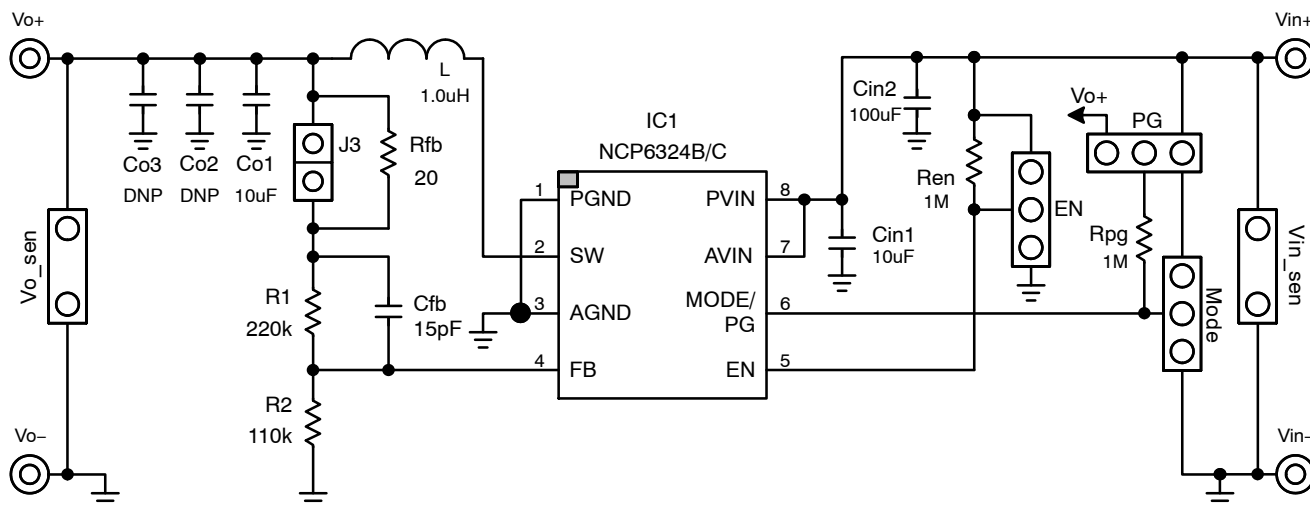 Vo+
Vin+
L
1.0uH
Cin2
100uF
Vo+
PG
IC1
NCP6324B/C
J3
Rfb
20
Co3
DNP
Co2
DNP
Co1
10uF
Ren
1M
EN
1
PGND
PVIN
8
Vo_sen
Cin1
10uF
Rpg
1M
Vin_sen
2
SW
AVIN
7
R1
220k
Cfb
15pF
3
AGND
MODE/
PG
6
Mode
4
FB
EN
5
R2
110k
Vo−
Vin−